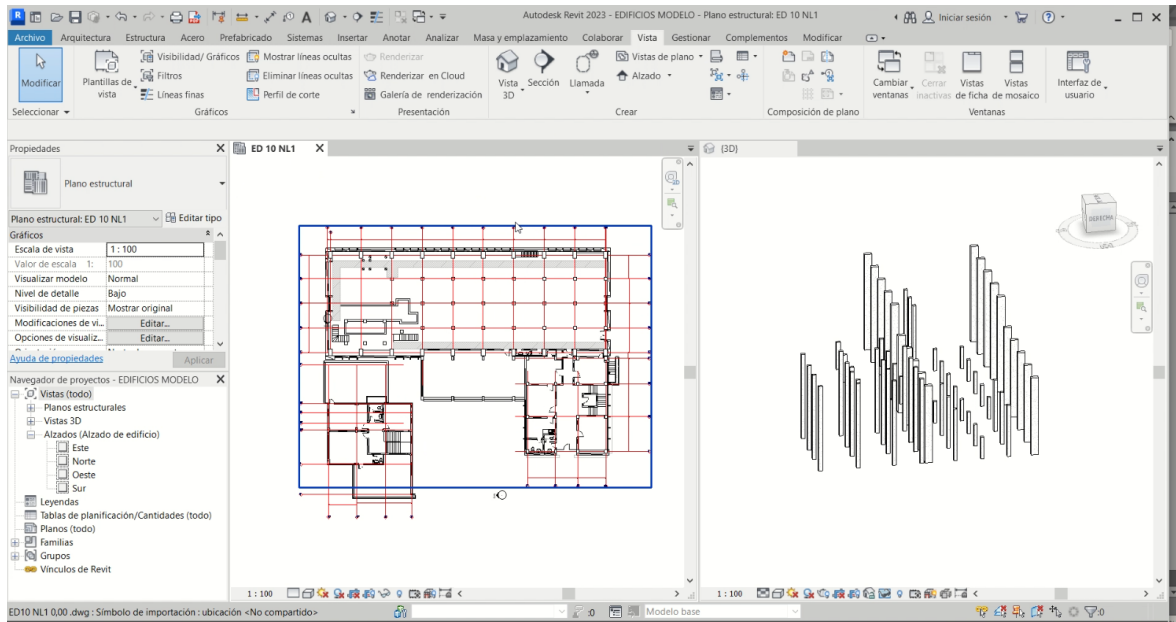 Autodesk Revit 2023 - EDIFICIOS MODELO - Plano estructural: ED 10 NL1
Iniciar sesión
Archivo Arquitectura Estructura Acero Prefabricado Sistemas Insertar Anotar Analizar Masa y emplazamiento Colaborar Vista Gestionar Complementos Modificar
Modificar
Plantillas de vista
Visibilidad/ Gráficos
Filtros
Líneas finas
Mostrar líneas ocultas
Eliminar líneas ocultas
Perfil de corte
Renderizar
Renderizar en Cloud
Galería de renderización
Vista 3D
Sección
Llamada
Vistas de plano
Alzado
Cambiar ventanas
Cerrar inactivas
Vistas de ficha
Vistas de mosaico
Interfaz de usuario
Seleccionar Gráficos Presentación Crear Composición de plano Ventanas
Propiedades X
Plano estructural
Plano estructural: ED 10 Editar tipo
Gráficos
Escala de vista 1 : 100
Valor de escala 1: 100
Visualizar modelo Normal
Nivel de detalle Bajo
Visibilidad de piezas Mostrar original
Modificaciones de vi... Editar...
Opciones de visualiz... Editar...
Ayuda de propiedades Aplicar
Navegador de proyectos - EDIFICIOS MODELO X
Vistas (todo)
Planos estructurales
Vistas 3D
Alzados (Alzado de edificio)
Este
Norte
Oeste
Sur
Leyendas
Tablas de planificación/Cantidades (todo)
Planos (todo)
Familias
Grupos
Vínculos de Revit
ED 10 NL1 X
{3D}
DERECHA
1 : 100
1 : 100
ED10 NL1 0,00 .dwg : Símbolo de importación : ubicación <No compartido>
:0
Modelo base
:0